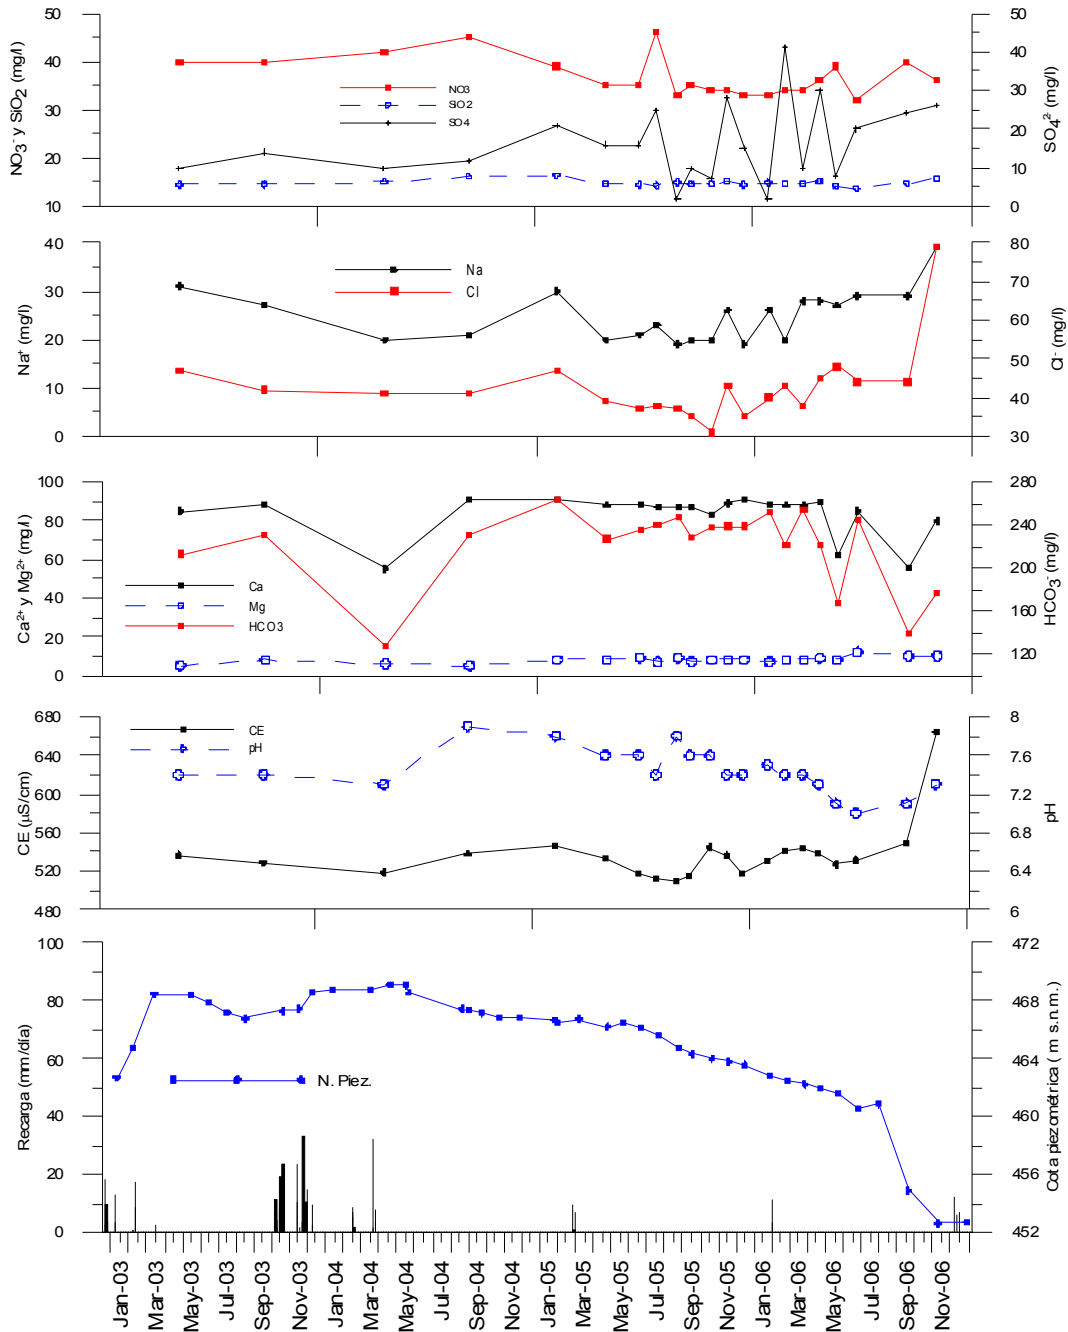 50
40
30
20
10
NO3- y SiO2 (mg/l)
NO3
SIO2
SO4
50
40
30
20
10
0
SO4² (mg/l)
40
30
20
10
0
Na+ (mg/l)
Na
Cl
80
70
60
50
40
30
Cl- (mg/l)
100
80
60
40
20
0
Ca2+ y Mg2+ (mg/l)
Ca
Mg
HCO3
280
240
200
160
120
HCO3- (mg/l)
680
640
600
560
520
480
CE (µS/cm)
CE
pH
8
7.6
7.2
6.8
6.4
6
pH
100
80
60
40
20
0
Recarga (mm/día)
N. Piez.
472
468
464
460
456
452
Cota piezométrica ( m s.n.m.)
Jan-03
Mar-03
May-03
Jul-03
Sep-03
Nov-03
Jan-04
Mar-04
May-04
Jul-04
Sep-04
Nov-04
Jan-05
Mar-05
May-05
Jul-05
Sep-05
Nov-05
Jan-06
Mar-06
May-06
Jul-06
Sep-06
Nov-06